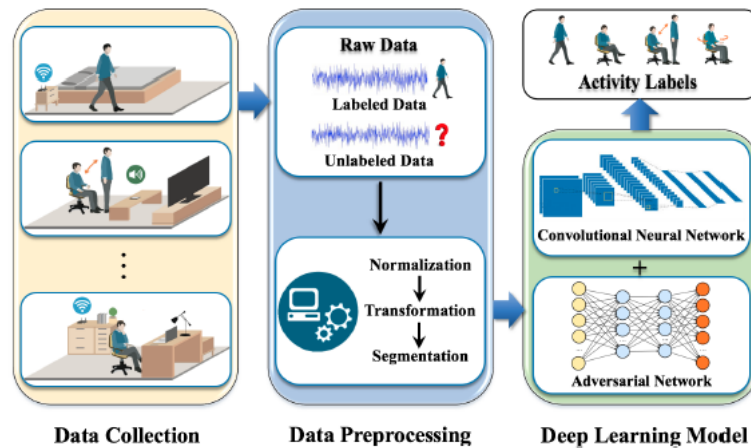 Raw Data
Labeled Data
?
Unlabeled Data
Normalization
Transformation
Segmentation
Activity Labels
Convolutional Neural Network
+
Adversarial Network
Data Collection
Data Preprocessing
Deep Learning Model